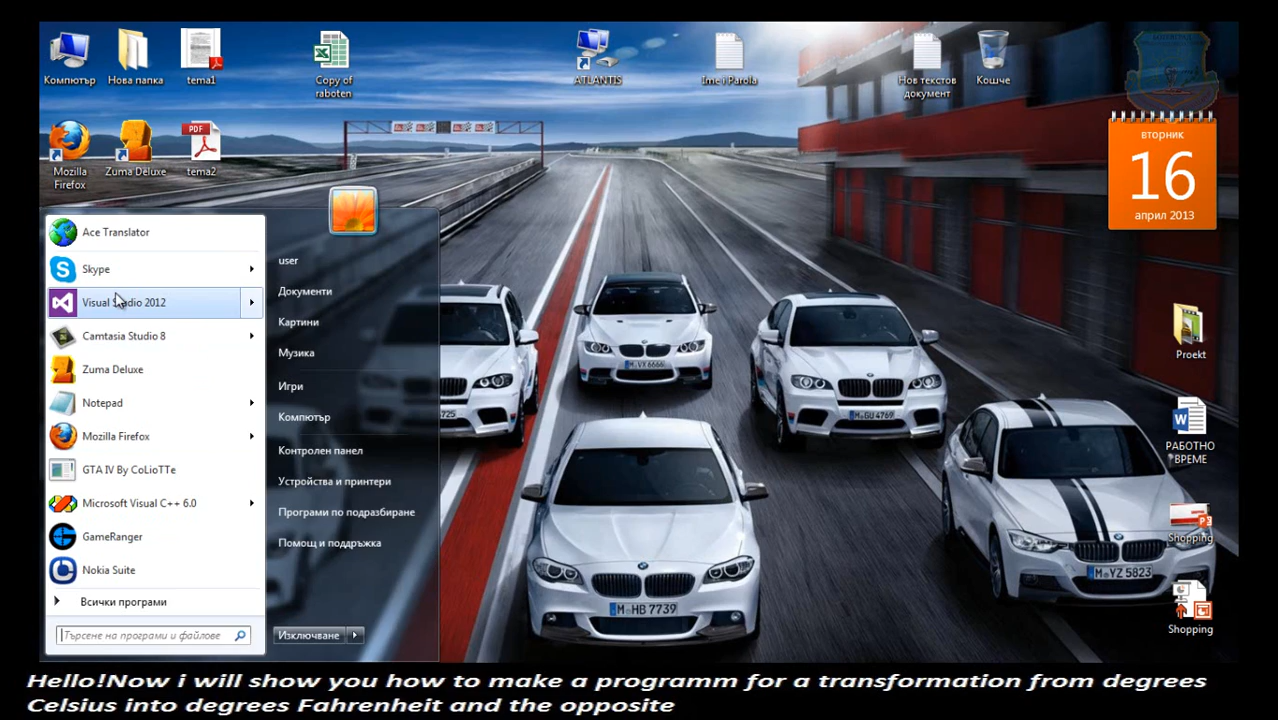 Компютър
Нова папка
tema1
Copy of
raboten
ATLANTIS
Ime i Parola
Нов текстов
документ
Кошче
Mozilla
Firefox
Zuma Deluxe
PDF
tema2
вторник
16
април 2013
Ace Translator
Skype
Visual Studio 2012
Camtasia Studio 8
Zuma Deluxe
Notepad
Mozilla Firefox
GTA IV By CoLioTTe
Microsoft Visual C++ 6.0
GameRanger
Nokia Suite
Всички програми
Търсене на програми и файлове
user
Документи
Картини
Музика
Игри
Компютър
Контролен панел
Устройства и принтери
Програми по подразбиране
Помощ и поддръжка
Изключване
Proekt
РАБОТНО
ВРЕМЕ
Shopping
Shopping
M·VX 6666
M·GU 4769
M·HB 7739
M·YZ 5823
Hello!Now i will show you how to make a programm for a transformation from degrees
Celsius into degrees Fahrenheit and the opposite